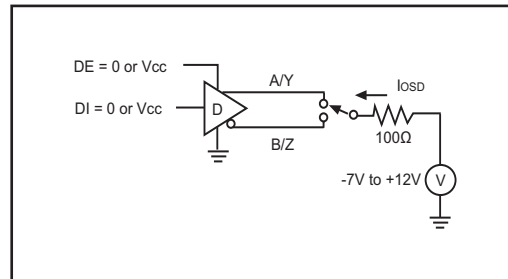 DE = 0 or Vcc
A/Y
IOSD
DI = 0 or Vcc
D
100Ω
B/Z
-7V to +12V
V